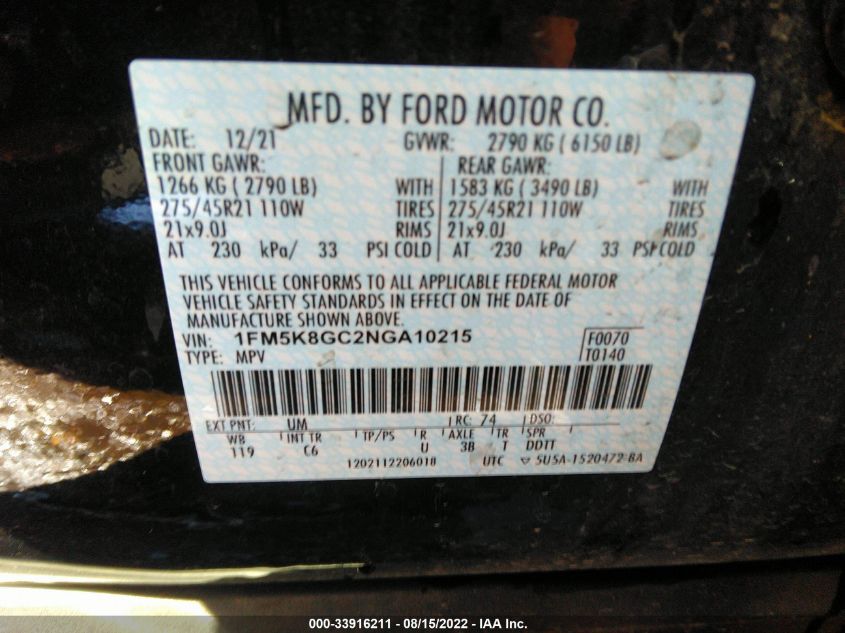 MFD. BY FORD MOTOR CO.
DATE: 12/21 GVWR: 2790 KG ( 6150 LB)
FRONT GAWR: REAR GAWR:
1266 KG ( 2790 LB) WITH 1583 KG ( 3490 LB) WITH
275/45R21 110W TIRES 275/45R21 110W TIRES
21x9.0J RIMS 21x9.0J RIMS
AT 230 kPa/ 33 PSI COLD AT 230 kPa/ 33 PSI COLD
THIS VEHICLE CONFORMS TO ALL APPLICABLE FEDERAL MOTOR
VEHICLE SAFETY STANDARDS IN EFFECT ON THE DATE OF
MANUFACTURE SHOWN ABOVE.
VIN: 1FM5K8GC2NGA10215 F0070
TYPE: MPV T0140
EXT PNT: UM RC: 74 DSO:
WB INT TR TP/PS R AXLE TR SPR
119 C6 U 3B T DDTT
1202112206018 UTC ▽ 5U5A-1520472-BA
000-33916211 - 08/15/2022 - IAA Inc.